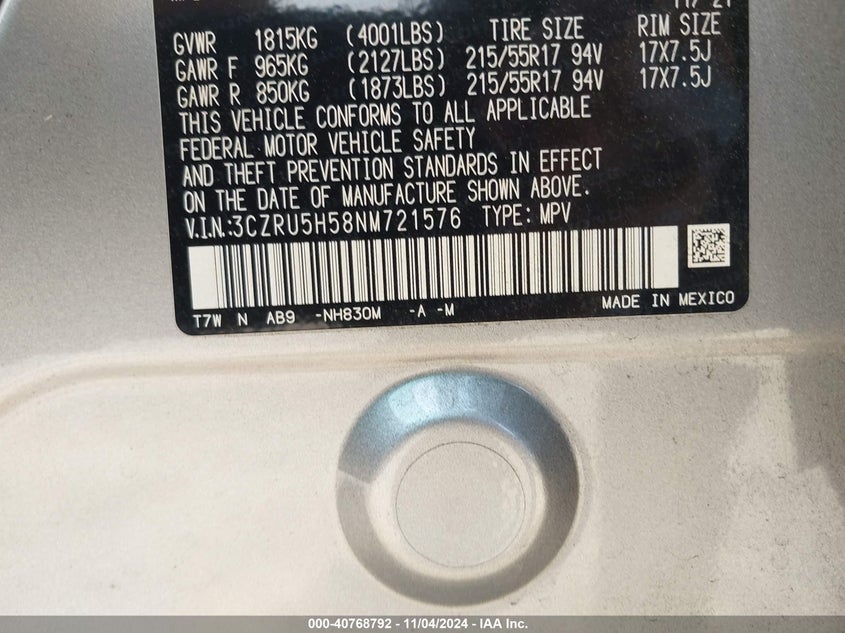 GVWR 1815KG (4001LBS) TIRE SIZE RIM SIZE
GAWR F 965KG (2127LBS) 215/55R17 94V 17X7.5J
GAWR R 850KG (1873LBS) 215/55R17 94V 17X7.5J
THIS VEHICLE CONFORMS TO ALL APPLICABLE
FEDERAL MOTOR VEHICLE SAFETY
AND THEFT PREVENTION STANDARDS IN EFFECT
ON THE DATE OF MANUFACTURE SHOWN ABOVE.
V.I.N.:3CZRU5H58NM721576 TYPE: MPV
T7W N AB9 -NH830M -A -M MADE IN MEXICO
000-40768792 - 11/04/2024 - IAA Inc.